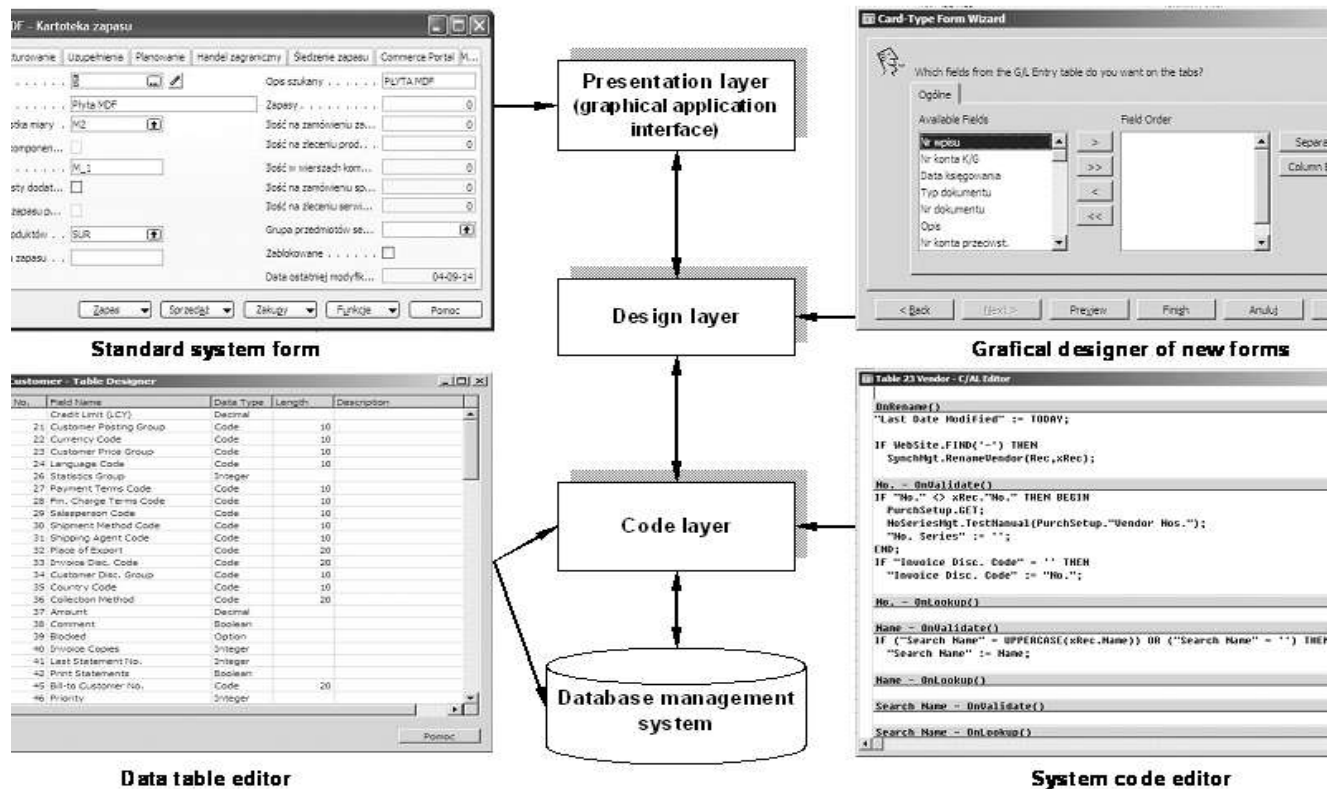 DF - Kartoteka zapasu
turowanie Uzupełnienia Planowanie Handel zagraniczny Śledzenie zapasu Commerce Portal M...
Opis szukany . . . . . . PŁYTA MDF
Płyta MDF
Zapasy . . . . . . . . . 0
stka miary . M2
Ilość na zamówieniu za... 0
componen...
Ilość na zleceniu prod. . . 0
M_1
Ilość w wierszach kom... 0
sty dodat...
Ilość na zamówieniu sp... 0
zapasu p...
Ilość na zleceniu serwi... 0
oduktów . . SUR
Grupa przedmiotów se...
zapasu . .
Zablokowane . . . . . .
Data ostatniej modyfik... 04-09-14
Zapas Sprzedaż Zakupy Funkcje Pomoc
Standard system form
Presentation layer
(graphical application
interface)
Design layer
Code layer
Database management
system
Card-Type Form Wizard
Which fields from the G/L Entry table do you want on the tabs?
Ogólne
Available Fields Field Order
Nr wpisu
Nr konta K/G
Data księgowania
Typ dokumentu
Nr dokumentu
Opis
Nr konta przeciwst.
>
>>
<
<<
Separa
Column B
< Back Next > Preview Finish Anuluj
Grafical designer of new forms
Customer - Table Designer
No. Field Name Data Type Length Description
Credit Limit (LCY) Decimal
21 Customer Posting Group Code 10
22 Currency Code Code 10
23 Customer Price Group Code 10
24 Language Code Code 10
26 Statistics Group Integer
27 Payment Terms Code Code 10
28 Fin. Charge Terms Code Code 10
29 Salesperson Code Code 10
30 Shipment Method Code Code 10
31 Shipping Agent Code Code 10
32 Place of Export Code 20
33 Invoice Disc. Code Code 20
34 Customer Disc. Group Code 10
35 Country Code Code 10
36 Collection Method Code 20
37 Amount Decimal
38 Comment Boolean
39 Blocked Option
40 Invoice Copies Integer
41 Last Statement No. Integer
42 Print Statements Boolean
45 Bill-to Customer No. Code 20
46 Priority Integer
Pomoc
Data table editor
Table 23 Vendor - C/AL Editor
OnRename()
"Last Date Modified" := TODAY;
IF WebSite.FIND('-') THEN
SynchMgt.RenameVendor(Rec,xRec);
No. - OnValidate()
IF "No." <> xRec."No." THEN BEGIN
PurchSetup.GET;
NoSeriesMgt.TestManual(PurchSetup."Vendor Nos.");
"No. Series" := '';
END;
IF "Invoice Disc. Code" = '' THEN
"Invoice Disc. Code" := "No.";
No. - OnLookup()
Name - OnValidate()
IF ("Search Name" = UPPERCASE(xRec.Name)) OR ("Search Name" = '') THEN
"Search Name" := Name;
Name - OnLookup()
Search Name - OnValidate()
Search Name - OnLookup()
System code editor